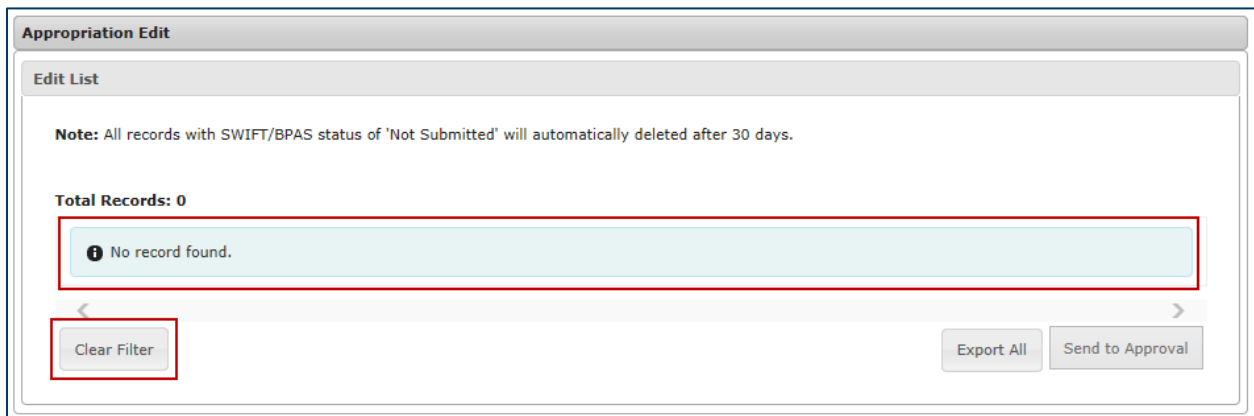 Appropriation Edit
Edit List
Note: All records with SWIFT/BPAS status of 'Not Submitted' will automatically deleted after 30 days.
Total Records: 0
No record found.
Clear Filter
Export All
Send to Approval